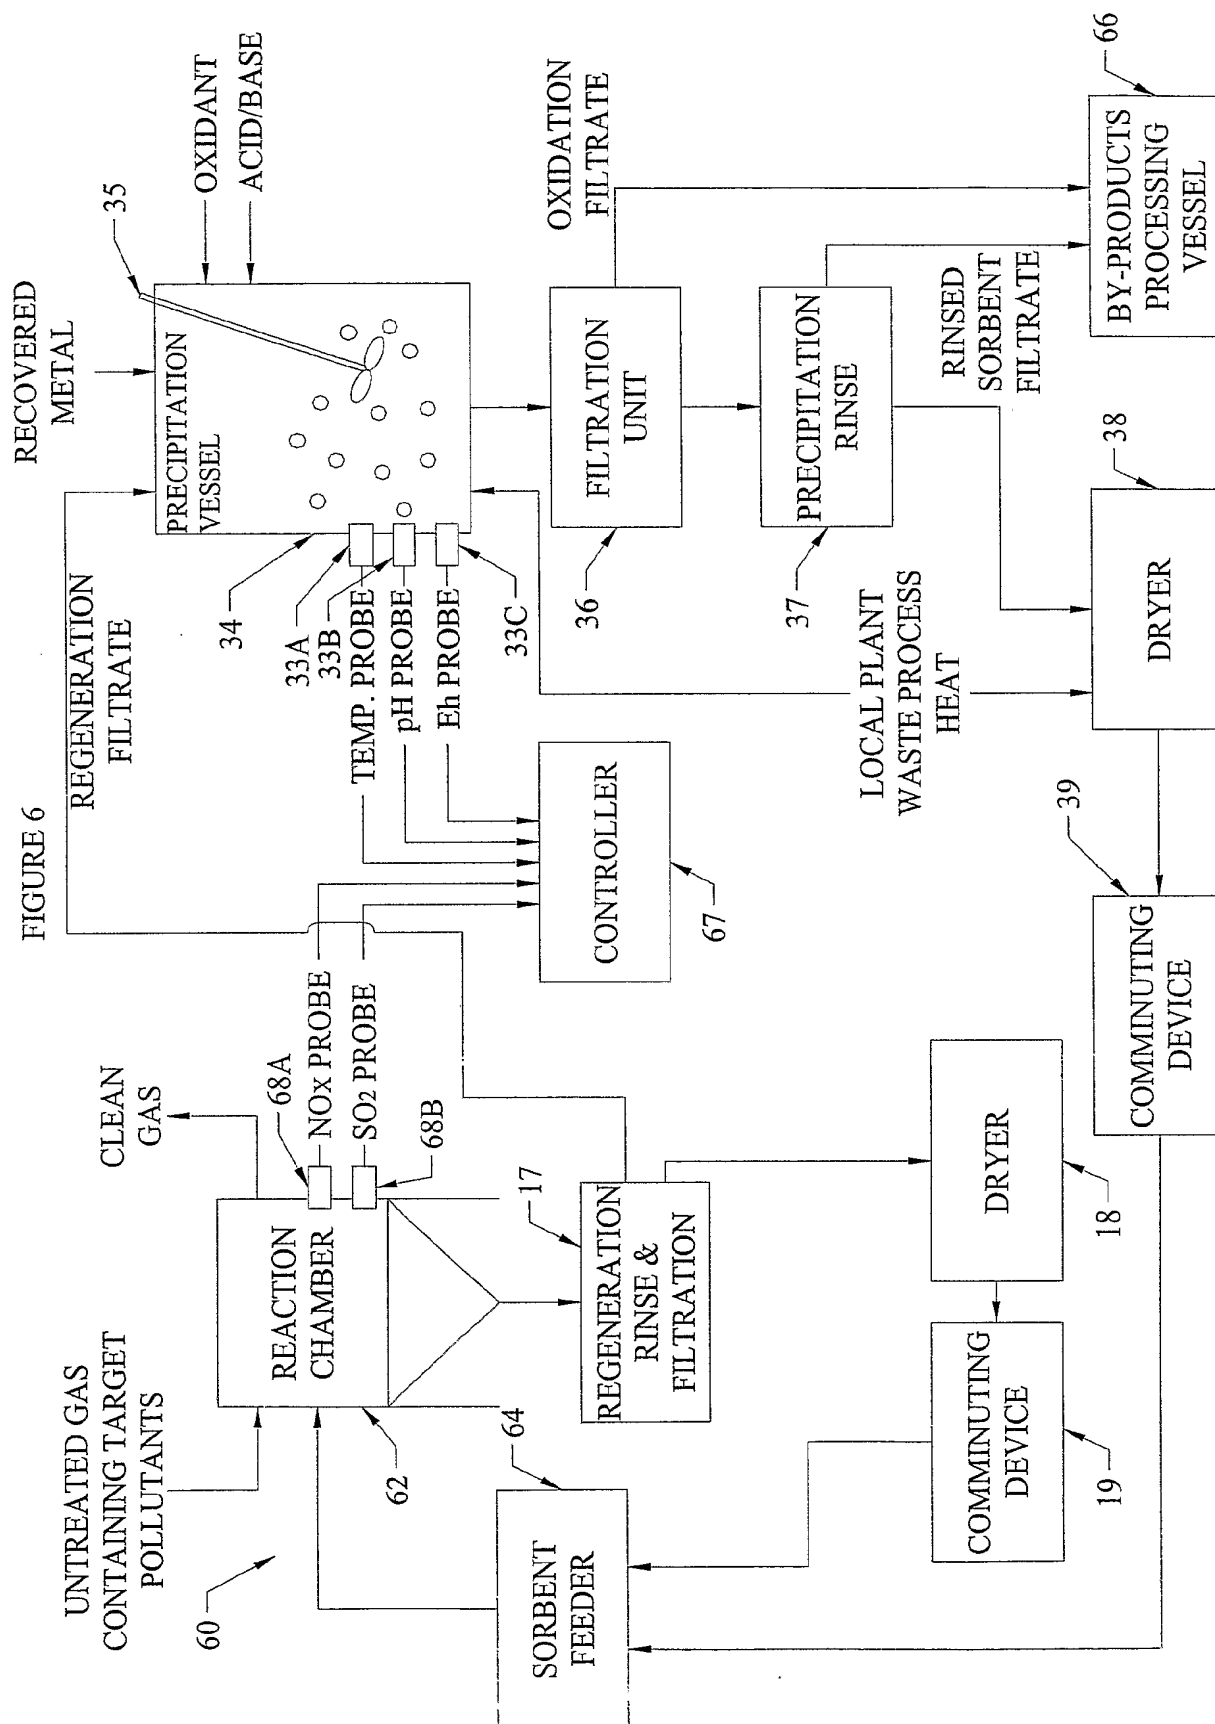 FIGURE 6
UNTREATED GAS
CONTAINING TARGET
POLLUTANTS
60
CLEAN
GAS
REACTION
CHAMBER
62
68A
NOx PROBE
SO2 PROBE
68B
64
SORBENT
FEEDER
17
REGENERATION
RINSE &
FILTRATION
DRYER
18
COMMINUTING
DEVICE
19
REGENERATION
FILTRATE
RECOVERED
METAL
35
OXIDANT
ACID/BASE
PRECIPITATION
VESSEL
34
33A
33B
TEMP. PROBE
pH PROBE
Eh PROBE
33C
CONTROLLER
67
FILTRATION
UNIT
36
OXIDATION
FILTRATE
PRECIPITATION
RINSE
37
RINSED
SORBENT
FILTRATE
BY-PRODUCTS
PROCESSING
VESSEL
66
LOCAL PLANT
WASTE PROCESS
HEAT
DRYER
38
COMMINUTING
DEVICE
39